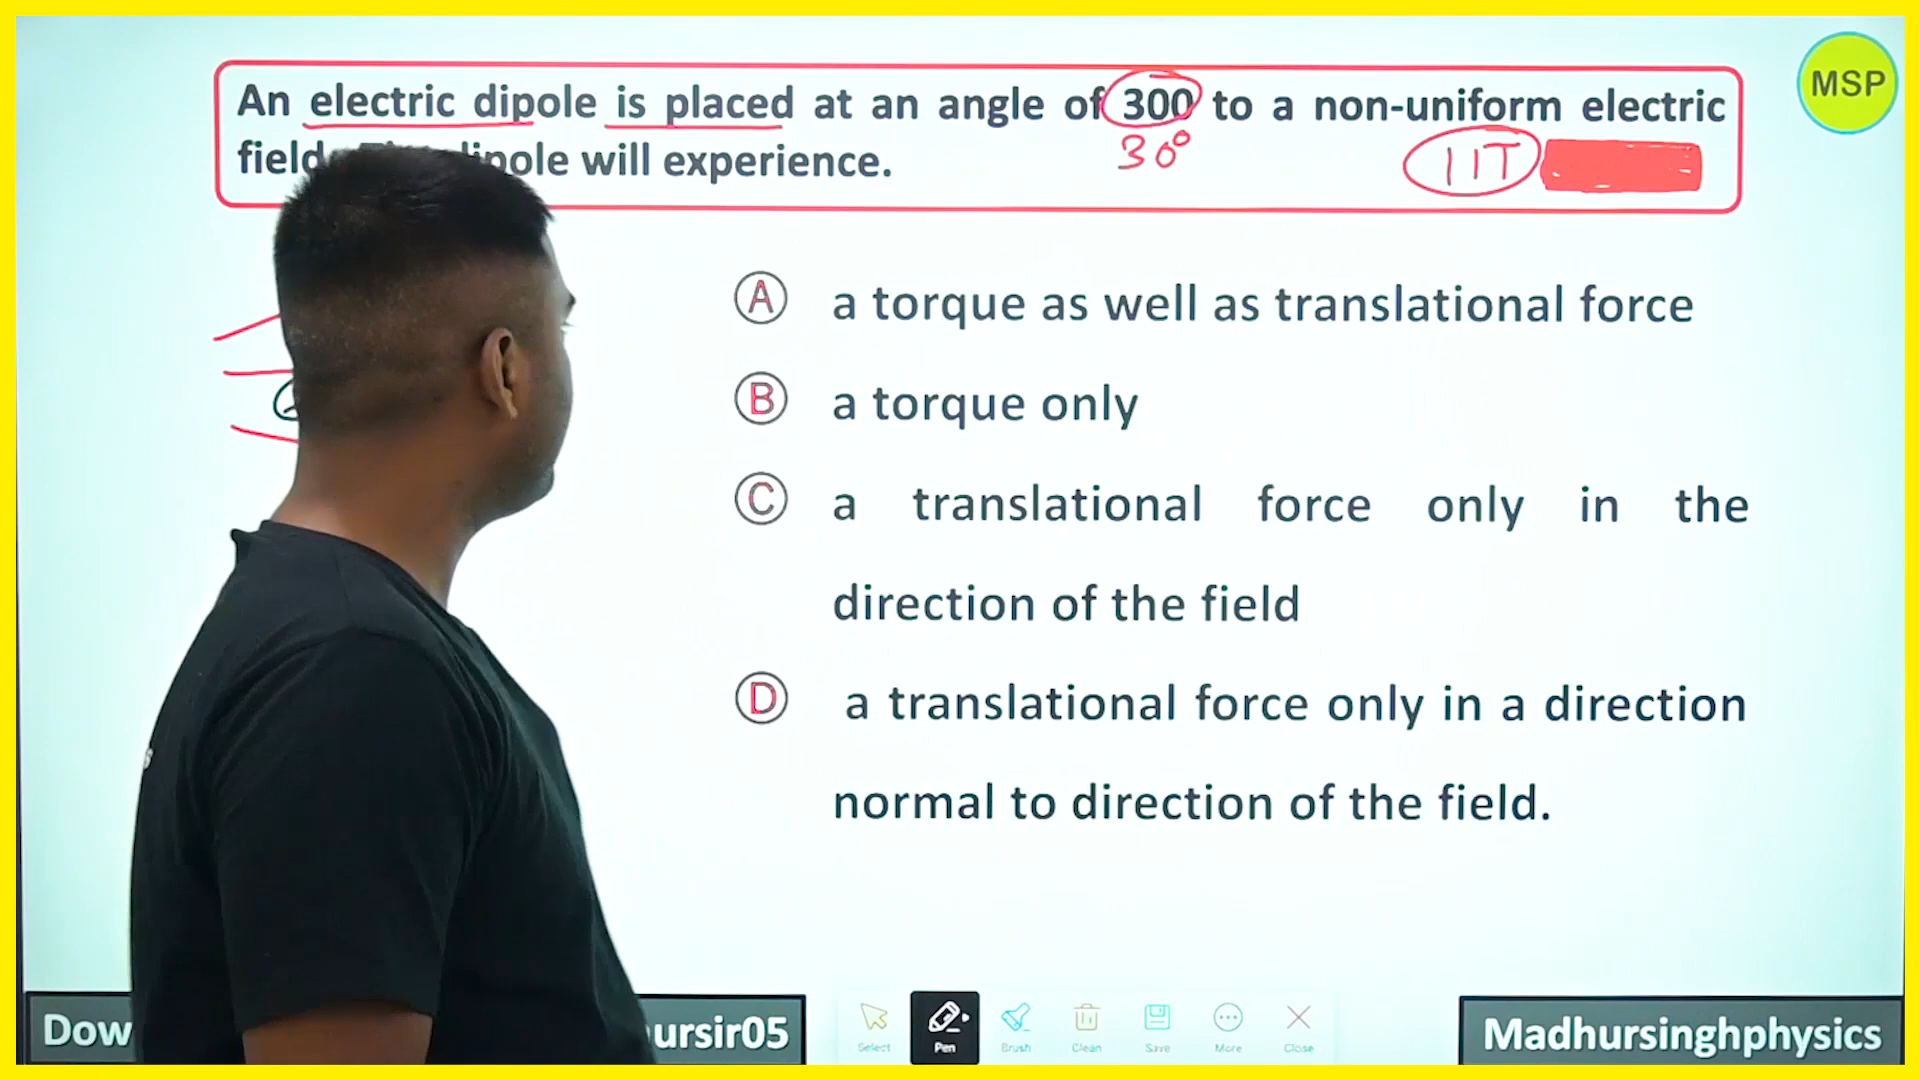 MSP
An electric dipole is placed at an angle of 300 to a non-uniform electric
30°
field dipole will experience.
IIT
A a torque as well as translational force
B a torque only
C a translational force only in the
direction of the field
D a translational force only in a direction
normal to direction of the field.
Select
Pen
Brush
Clean
Save
More
Close
Dow
ursir05
Madhursinghphysics